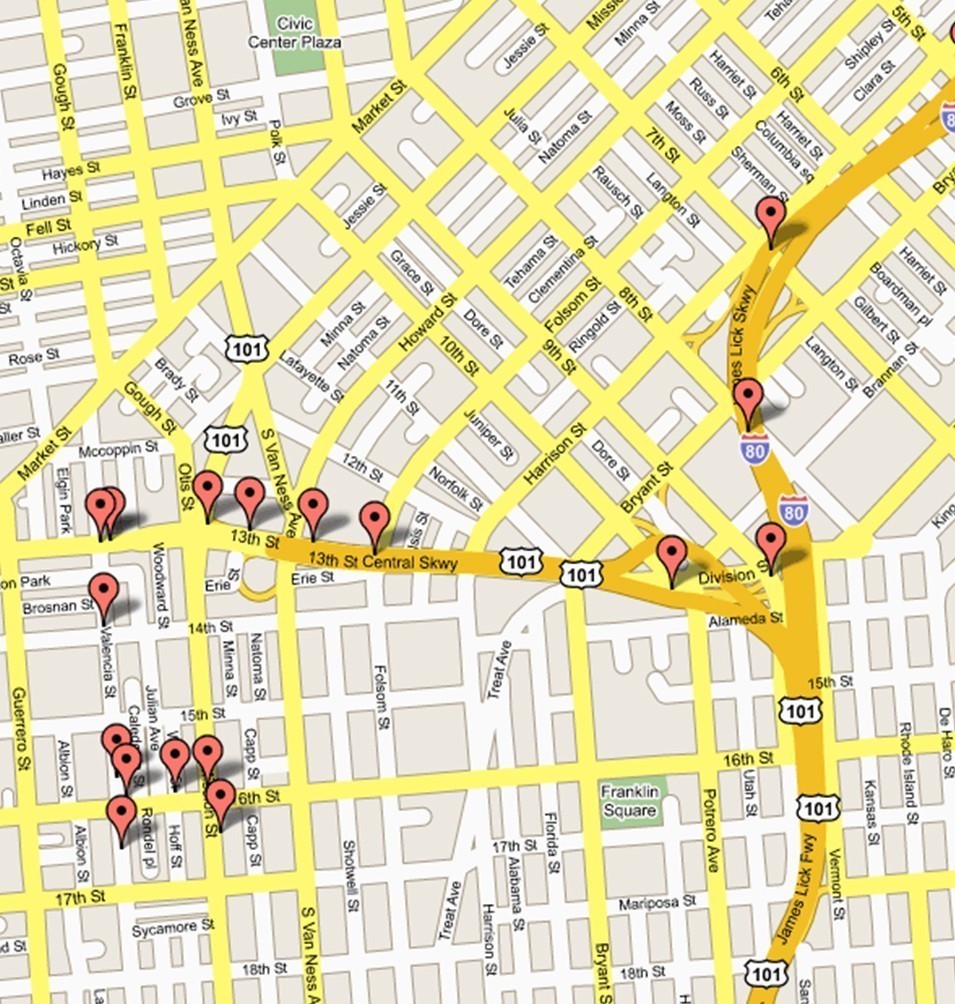 Civic
Center Plaza
Jessie St
Minna St
5th St
Shipley St
Clara St
6th St
Harriet St
Russ St
Moss St
Harriet St
Columbia sq
Sherman St
an Ness Ave
Franklin St
Gough St
Grove St
Ivy St
Polk St
Market St
Julia St
Natoma St
7th St
Langton St
Rausch St
Hayes St
Linden St
Fell St
Hickory St
Octavia St
St
Jessie St
Grace St
Tehama St
Clementina St
Folsom St
Ringold St
8th St
Harriet St
Boardman pl
Gilbert St
Langton St
Brannan St
Minna St
Natoma St
Howard St
Dore St
10th St
9th St
Rose St
Brady St
101
Lafayette St
11th St
Gough St
Juniper St
Harrison St
Dore St
Bryant St
80
80
aller St
Market St
Mccoppin St
101
S Van Ness Ave
12th St
Norfolk St
Elgin Park
Otis St
13th St
13th St Central Skwy
101
101
Division St
Alameda St
on Park
Brosnan St
Woodward St
Erie St
Erie St
14th St
Valencia St
Minna St
Natoma St
Treat Ave
Folsom St
15th St
101
Guerrero St
Julian Ave
15th St
Albion St
Capp St
16th St
6th St
Franklin
Square
Utah St
101
Kansas St
Rhode Island St
De Haro St
Albion St
Rondel pl
Hoff St
Capp St
Shotwell St
17th St
Florida St
Alabama St
Potrero Ave
James Lick Fwy
Vermont St
17th St
Treat Ave
Harrison St
Mariposa St
Sycamore St
18th St
S Van Ness A
Bryant S
18th St
101